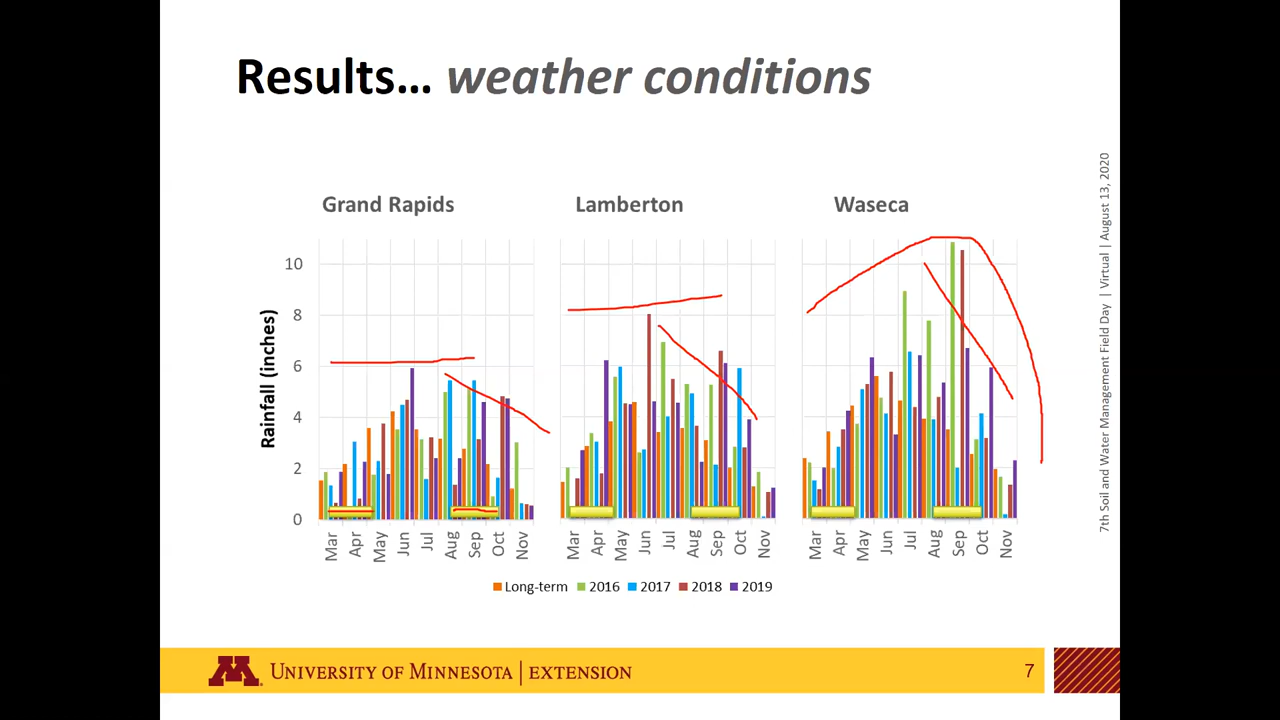 Results... weather conditions
Grand Rapids
Lamberton
Waseca
Rainfall (inches)
10
8
6
4
2
0
Mar Apr May Jun Jul Aug Sep Oct Nov
Mar Apr May Jun Jul Aug Sep Oct Nov
Mar Apr May Jun Jul Aug Sep Oct Nov
Long-term 2016 2017 2018 2019
7th Soil and Water Management Field Day | Virtual | August 13, 2020
M
UNIVERSITY OF MINNESOTA | EXTENSION
7